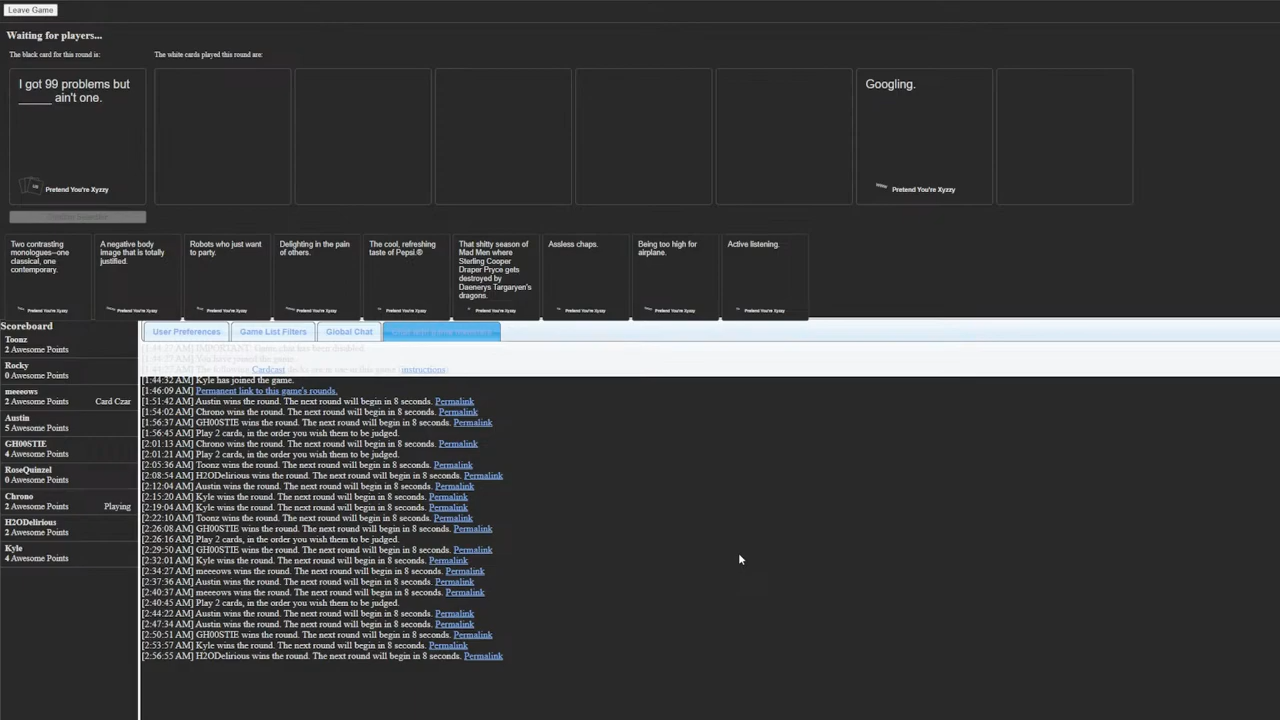 Leave Game
Waiting for players...
The black card for this round is:
The white cards played this round are:
I got 99 problems but
_____ ain't one.
Pretend You're Xyzzy
Googling.
Pretend You're Xyzzy
Two contrasting
monologues--one
classical, one
contemporary.
Pretend You're Xyzzy
A negative body
image that is totally
justified.
Pretend You're Xyzzy
Robots who just want
to party.
Pretend You're Xyzzy
Delighting in the pain
of others.
Pretend You're Xyzzy
The cool, refreshing
taste of Pepsi.®
Pretend You're Xyzzy
That shitty season of
Mad Men where
Sterling Cooper
Draper Pryce gets
destroyed by
Daenerys Targaryen's
dragons.
Pretend You're Xyzzy
Assless chaps.
Pretend You're Xyzzy
Being too high for
airplane.
Pretend You're Xyzzy
Active listening.
Pretend You're Xyzzy
Scoreboard
Toonz
2 Awesome Points
Rocky
0 Awesome Points
meeeows
2 Awesome Points Card Czar
Austin
5 Awesome Points
GH00STIE
4 Awesome Points
RoseQuinzel
0 Awesome Points
Chrono
2 Awesome Points Playing
H2ODelirious
2 Awesome Points
Kyle
4 Awesome Points
User Preferences
Game List Filters
Global Chat
[1:44:27 AM] IMPORTANT: Game chat has been disabled.
[1:44:27 AM] You have joined the game.
Cardcast instructions
[1:44:32 AM] Kyle has joined the game.
[1:46:09 AM] Permanent link to this game's rounds.
[1:51:42 AM] Austin wins the round. The next round will begin in 8 seconds. Permalink
[1:54:02 AM] Chrono wins the round. The next round will begin in 8 seconds. Permalink
[1:56:37 AM] GH00STIE wins the round. The next round will begin in 8 seconds. Permalink
[1:56:45 AM] Play 2 cards, in the order you wish them to be judged.
[2:01:13 AM] Chrono wins the round. The next round will begin in 8 seconds. Permalink
[2:01:21 AM] Play 2 cards, in the order you wish them to be judged.
[2:05:36 AM] Toonz wins the round. The next round will begin in 8 seconds. Permalink
[2:08:54 AM] H2ODelirious wins the round. The next round will begin in 8 seconds. Permalink
[2:12:04 AM] Austin wins the round. The next round will begin in 8 seconds. Permalink
[2:15:20 AM] Kyle wins the round. The next round will begin in 8 seconds. Permalink
[2:19:04 AM] Kyle wins the round. The next round will begin in 8 seconds. Permalink
[2:22:10 AM] Toonz wins the round. The next round will begin in 8 seconds. Permalink
[2:26:08 AM] GH00STIE wins the round. The next round will begin in 8 seconds. Permalink
[2:26:16 AM] Play 2 cards, in the order you wish them to be judged.
[2:29:50 AM] GH00STIE wins the round. The next round will begin in 8 seconds. Permalink
[2:32:01 AM] Kyle wins the round. The next round will begin in 8 seconds. Permalink
[2:34:27 AM] meeeows wins the round. The next round will begin in 8 seconds. Permalink
[2:37:36 AM] Austin wins the round. The next round will begin in 8 seconds. Permalink
[2:40:37 AM] meeeows wins the round. The next round will begin in 8 seconds. Permalink
[2:40:45 AM] Play 2 cards, in the order you wish them to be judged.
[2:44:22 AM] Austin wins the round. The next round will begin in 8 seconds. Permalink
[2:47:34 AM] Austin wins the round. The next round will begin in 8 seconds. Permalink
[2:50:51 AM] GH00STIE wins the round. The next round will begin in 8 seconds. Permalink
[2:53:57 AM] Kyle wins the round. The next round will begin in 8 seconds. Permalink
[2:56:55 AM] H2ODelirious wins the round. The next round will begin in 8 seconds. Permalink